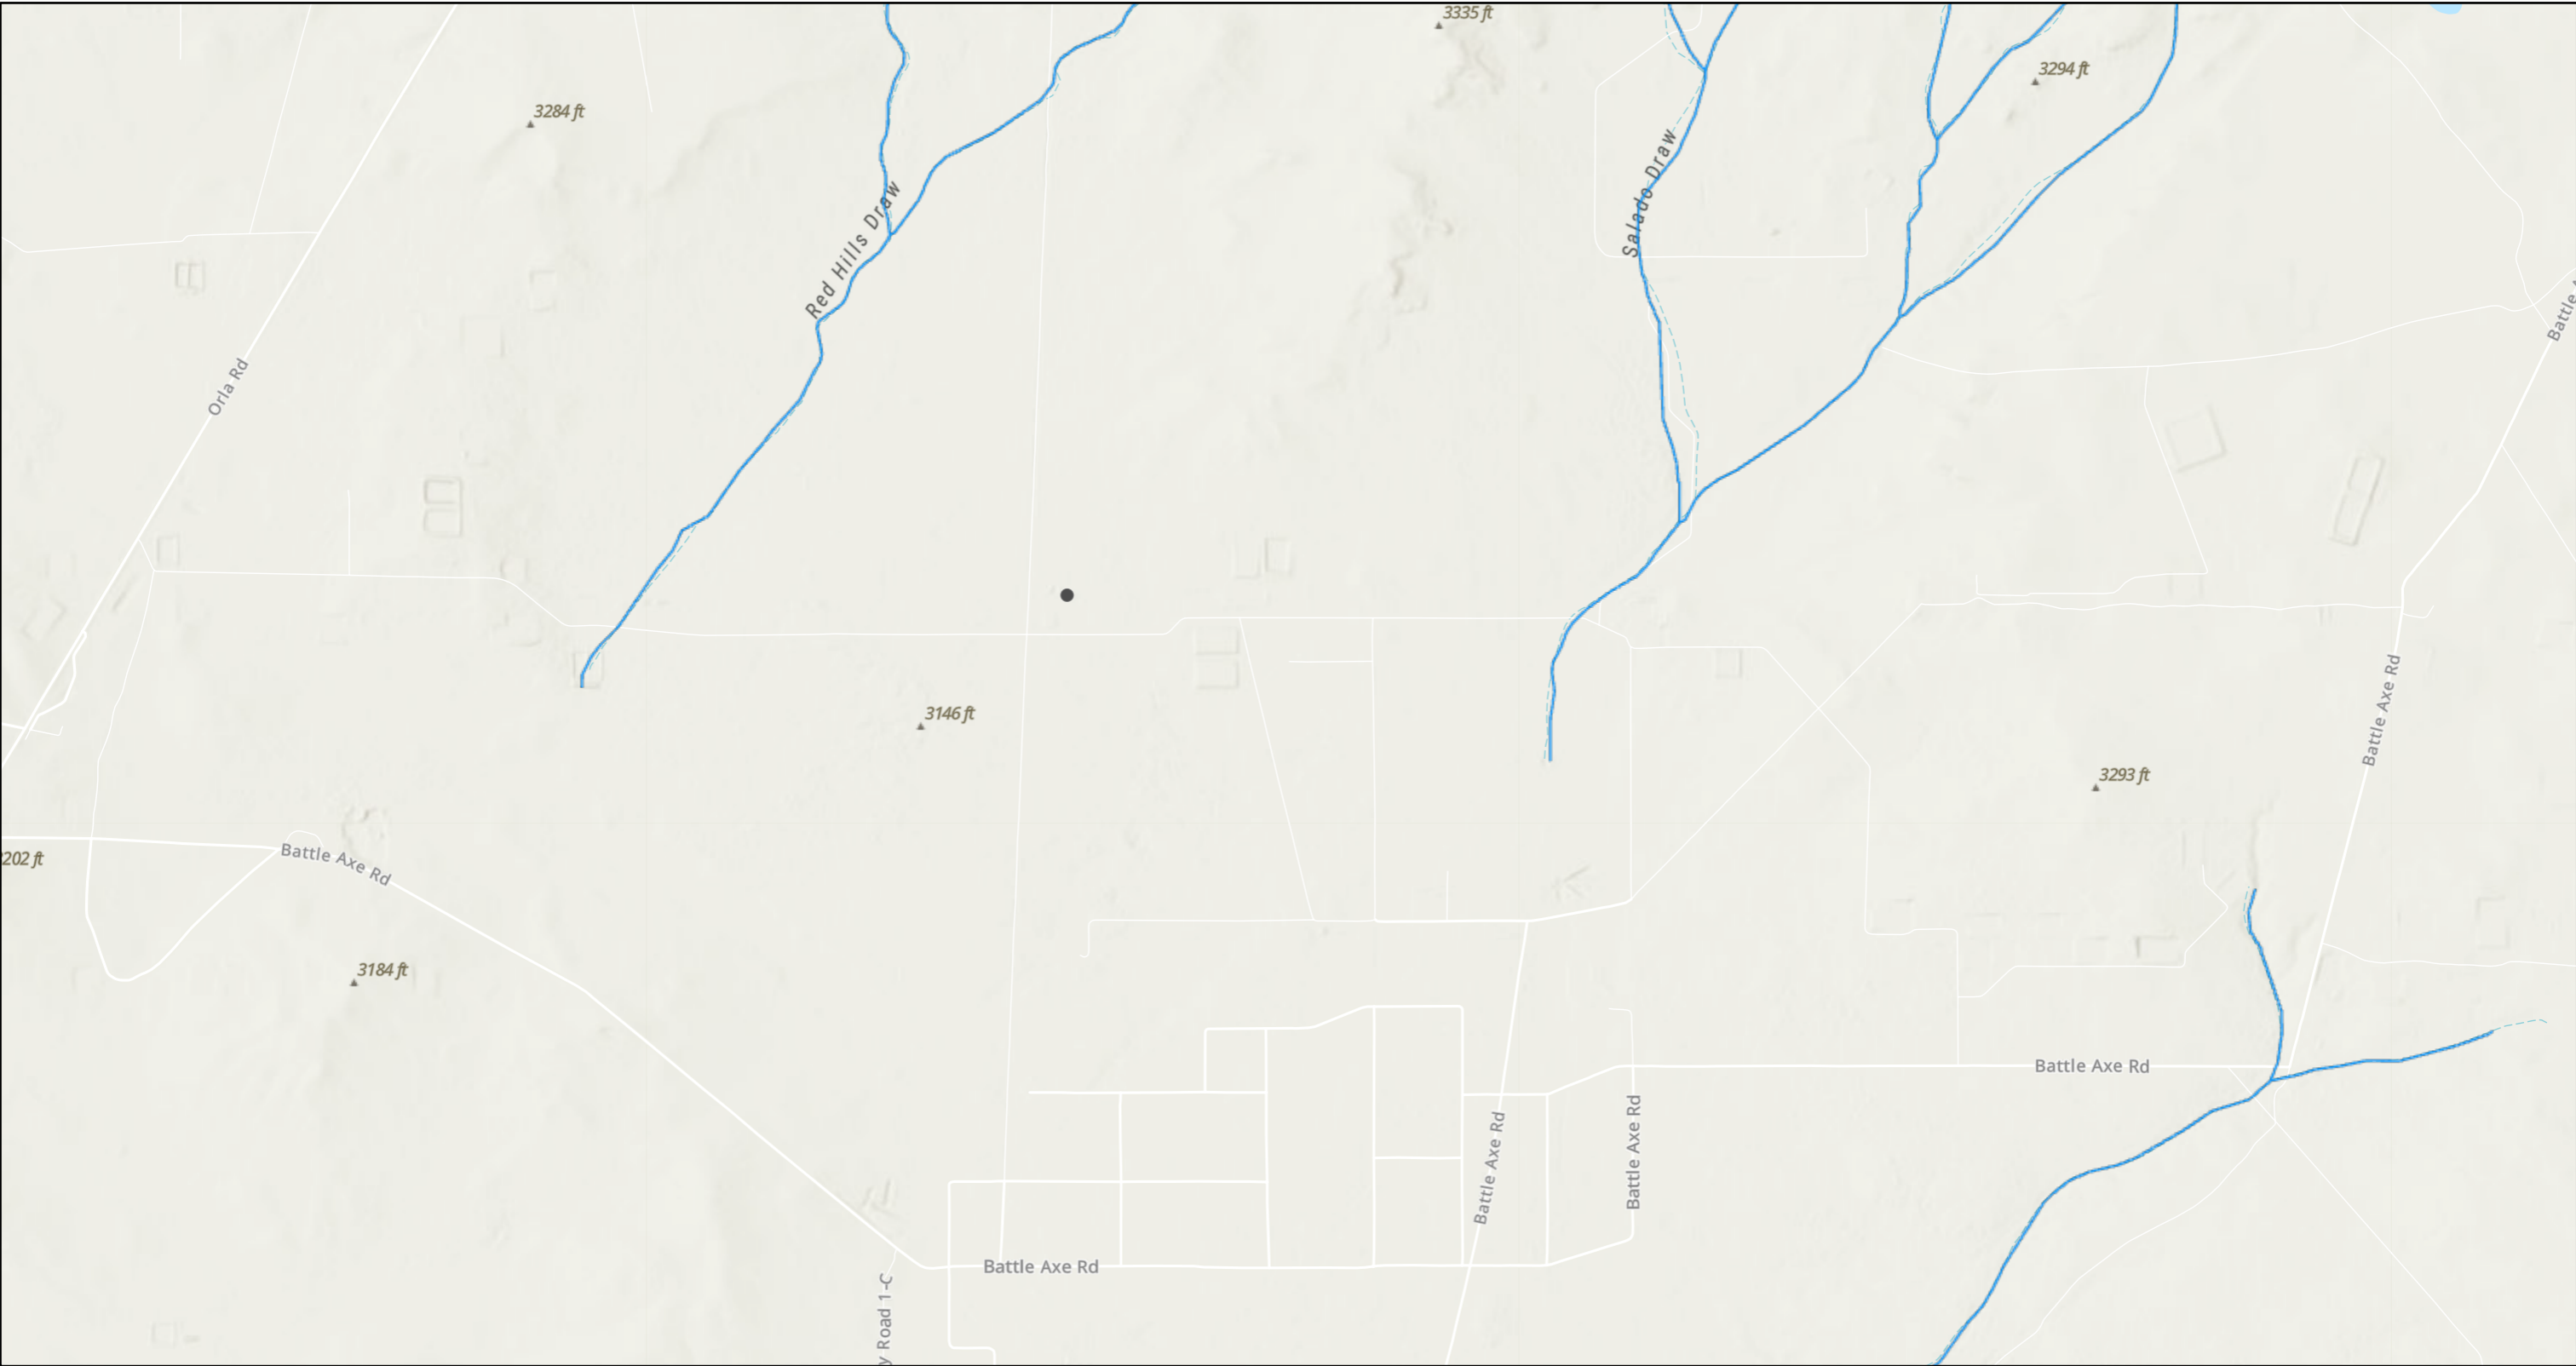 3335 ft
3294 ft
3284 ft
Salado Draw
Red Hills Draw
Battle
Orla Rd
Battle Axe Rd
3146 ft
3293 ft
202 ft
Battle Axe Rd
3184 ft
Battle Axe Rd
Battle Axe Rd
Battle Axe Rd
Battle Axe Rd
y Road 1-C